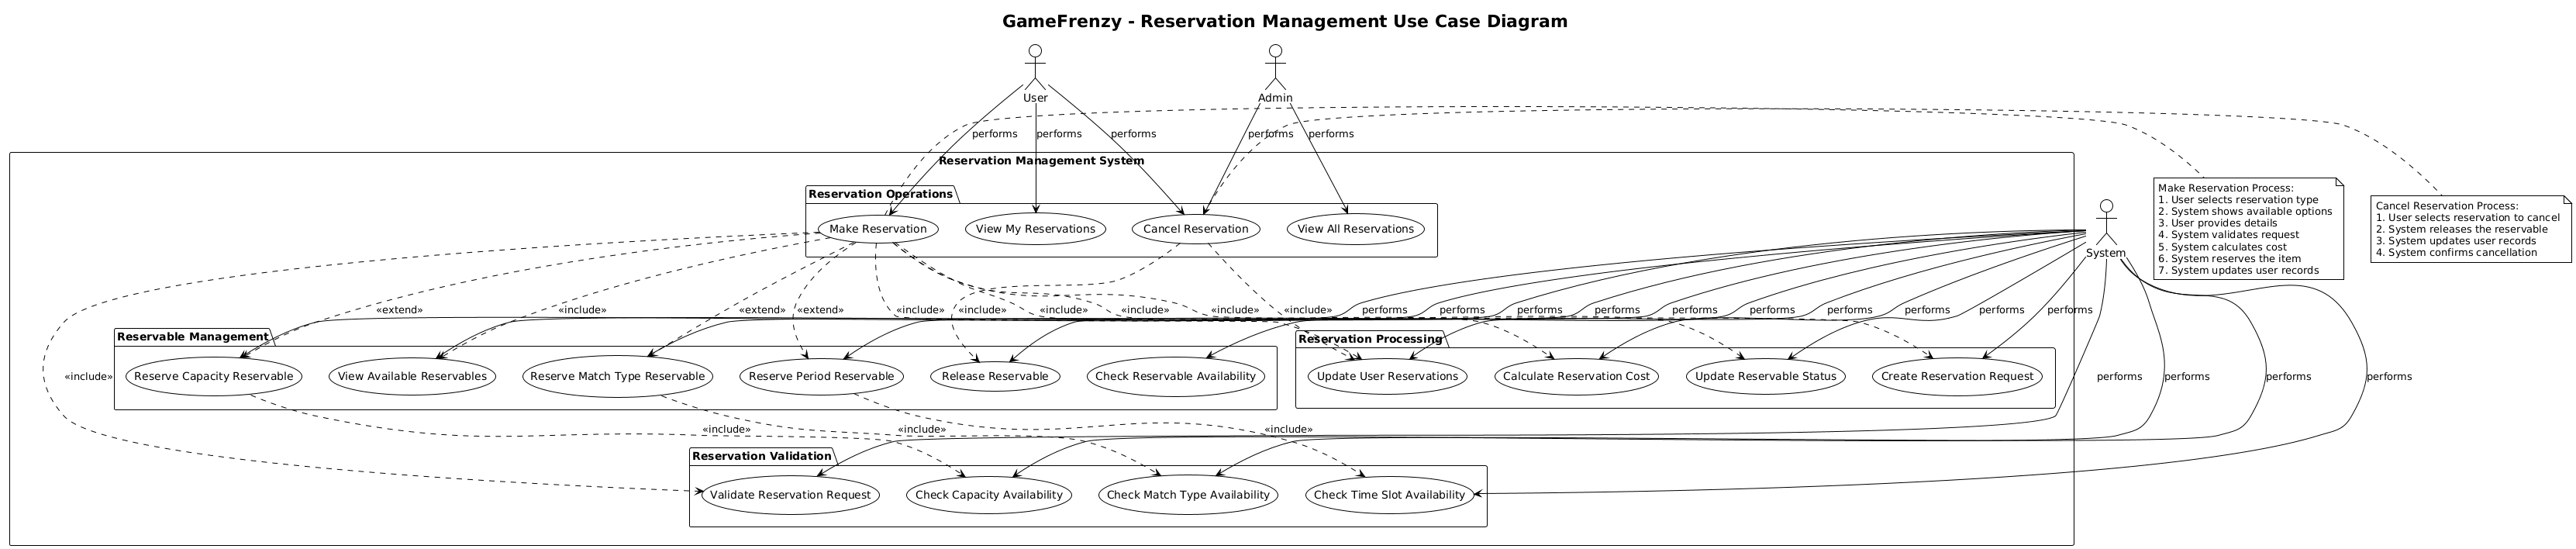 GameFrenzy - Reservation Management Use Case Diagram
User
Admin
performs
performs
performs
performs
performs
Reservation Management System
Reservation Operations
Make Reservation
View My Reservations
Cancel Reservation
View All Reservations
System
Make Reservation Process:
1. User selects reservation type
2. System shows available options
3. User provides details
4. System validates request
5. System calculates cost
6. System reserves the item
7. System updates user records
Cancel Reservation Process:
1. User selects reservation to cancel
2. System releases the reservable
3. System updates user records
4. System confirms cancellation
«extend»
«include»
«extend»
«extend»
«include»
«include»
«include»
«include»
«include»
«include»
performs
performs
performs
performs
performs
performs
performs
performs
performs
performs
Reservable Management
Reserve Capacity Reservable
View Available Reservables
Reserve Match Type Reservable
Reserve Period Reservable
Release Reservable
Check Reservable Availability
Reservation Processing
Update User Reservations
Calculate Reservation Cost
Update Reservable Status
Create Reservation Request
«include»
performs
performs
performs
performs
«include»
«include»
«include»
Reservation Validation
Validate Reservation Request
Check Capacity Availability
Check Match Type Availability
Check Time Slot Availability